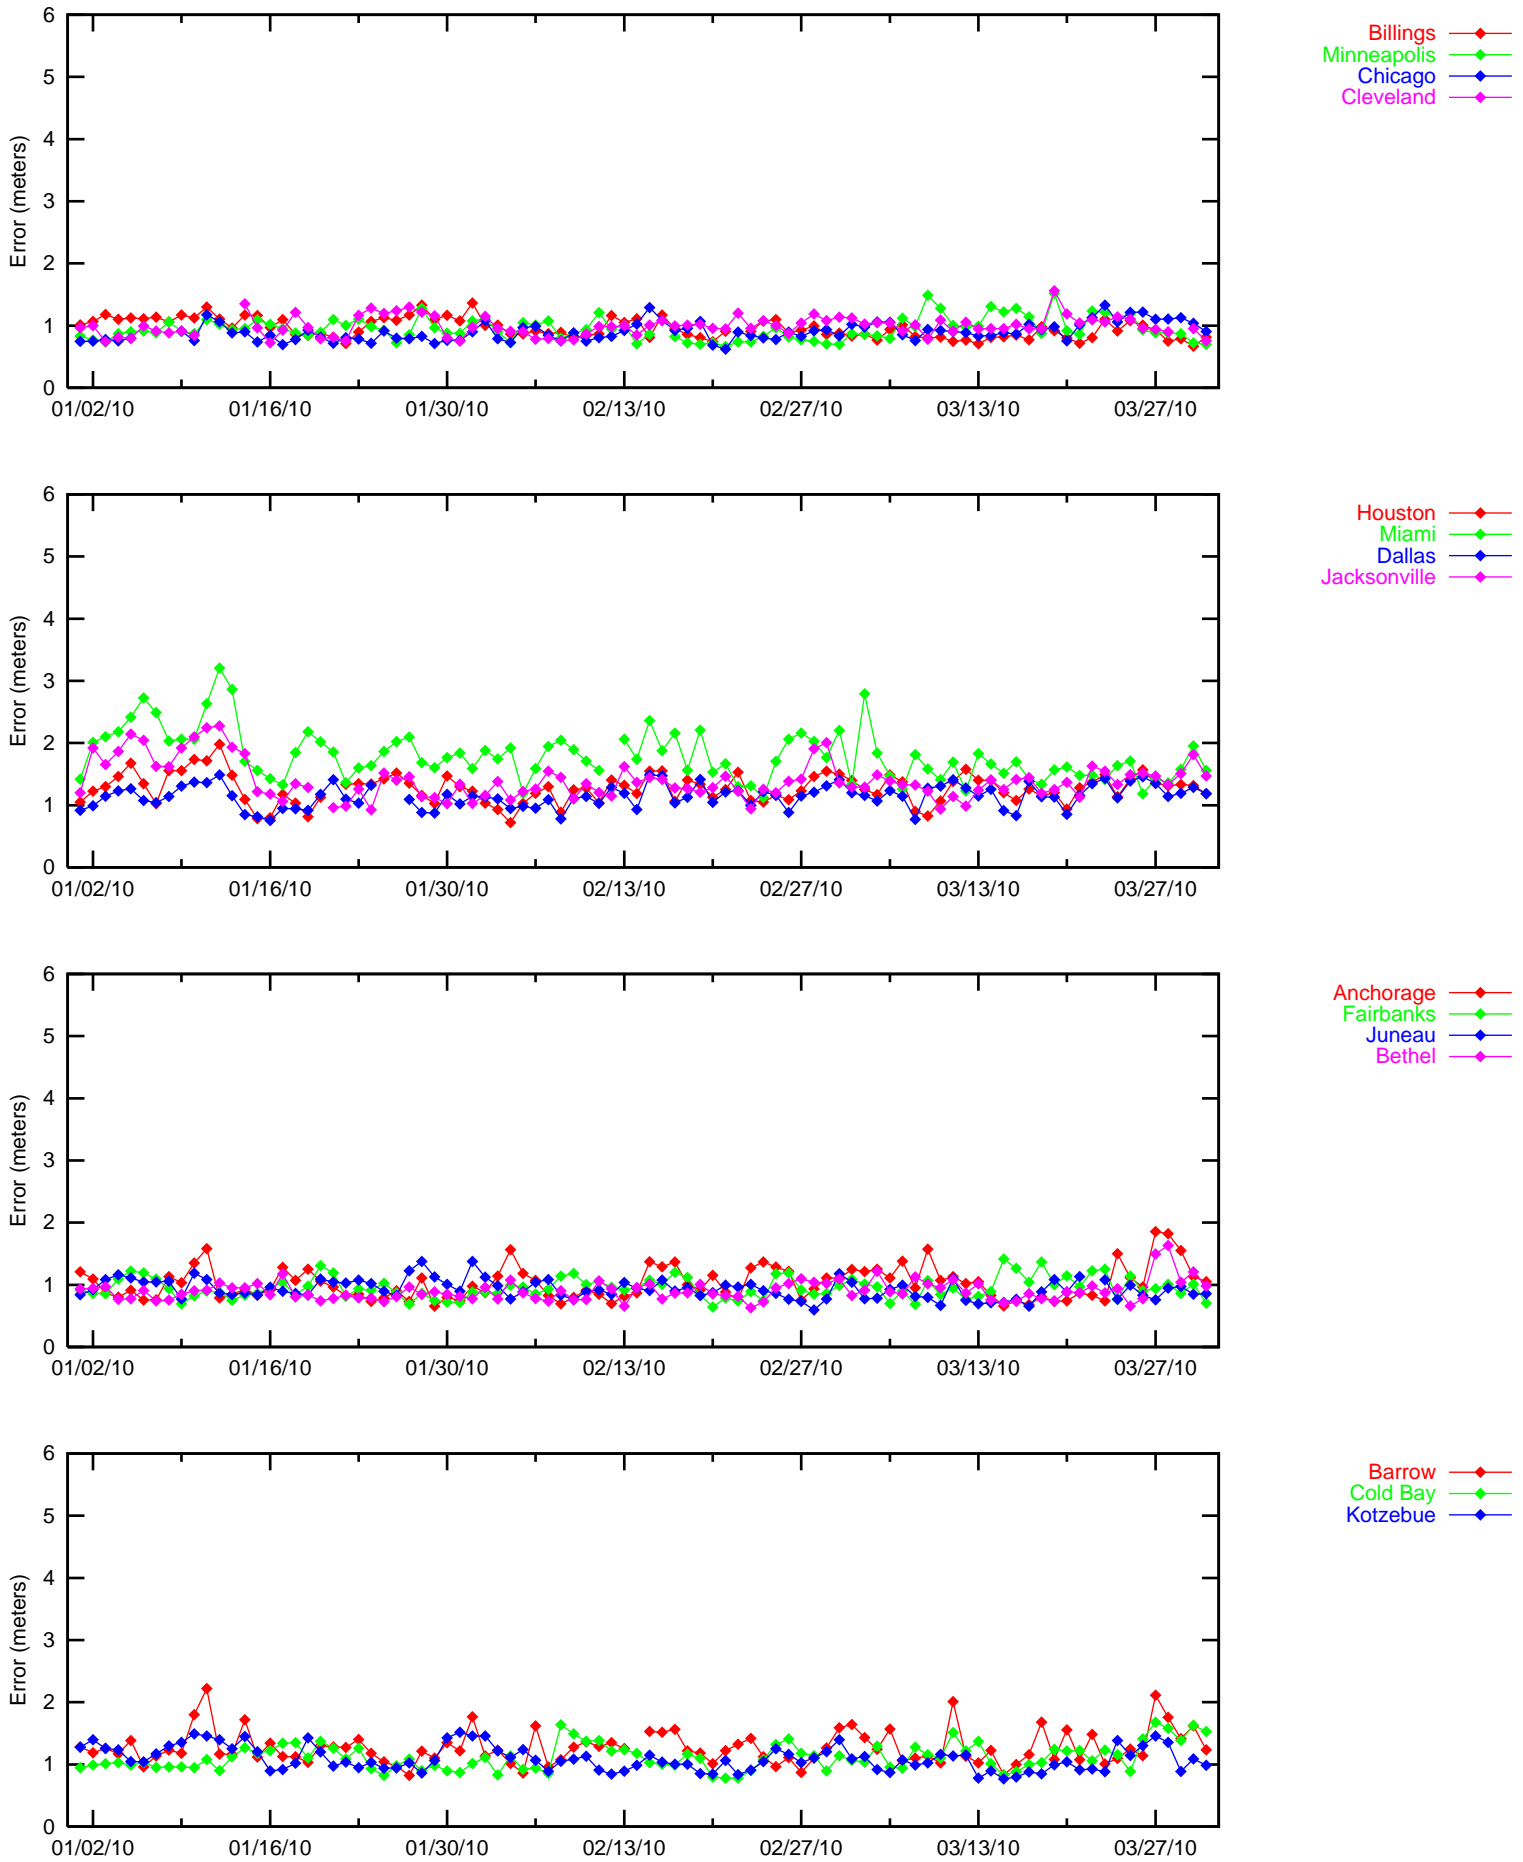 6
5
4
3
2
1
0
Error (meters)
01/02/10 01/16/10 01/30/10 02/13/10 02/27/10 03/13/10 03/27/10
Billings
Minneapolis
Chicago
Cleveland
6
5
4
3
2
1
0
Error (meters)
01/02/10 01/16/10 01/30/10 02/13/10 02/27/10 03/13/10 03/27/10
Houston
Miami
Dallas
Jacksonville
6
5
4
3
2
1
0
Error (meters)
01/02/10 01/16/10 01/30/10 02/13/10 02/27/10 03/13/10 03/27/10
Anchorage
Fairbanks
Juneau
Bethel
6
5
4
3
2
1
0
Error (meters)
01/02/10 01/16/10 01/30/10 02/13/10 02/27/10 03/13/10 03/27/10
Barrow
Cold Bay
Kotzebue